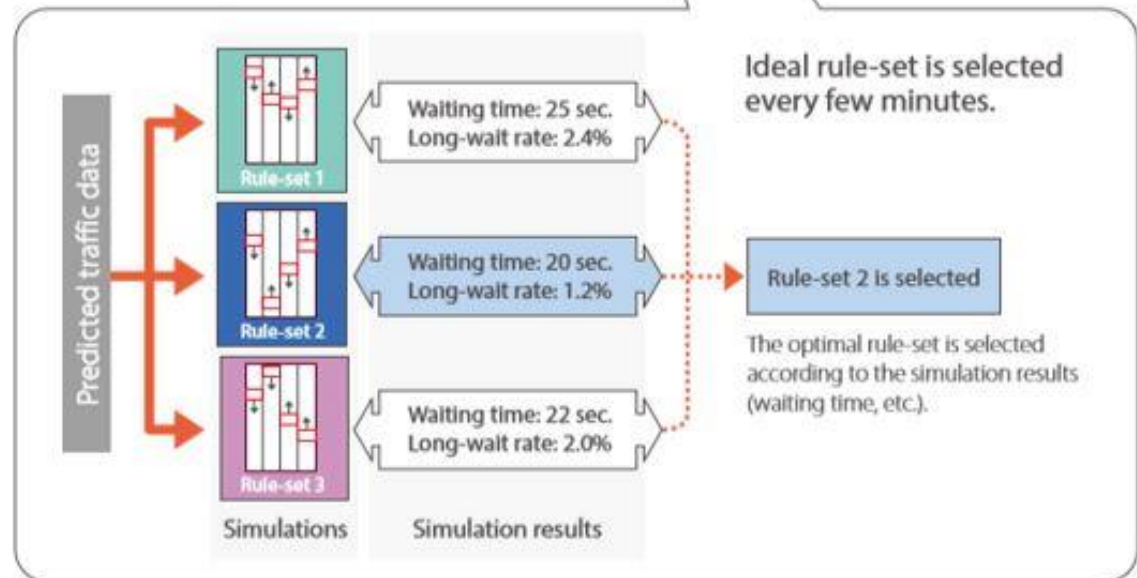 Predicted traffic data
Rule-set 1
Rule-set 2
Rule-set 3
Simulations
Waiting time: 25 sec.
Long-wait rate: 2.4%
Waiting time: 20 sec.
Long-wait rate: 1.2%
Waiting time: 22 sec.
Long-wait rate: 2.0%
Simulation results
Ideal rule-set is selected
every few minutes.
Rule-set 2 is selected
The optimal rule-set is selected
according to the simulation results
(waiting time, etc.).